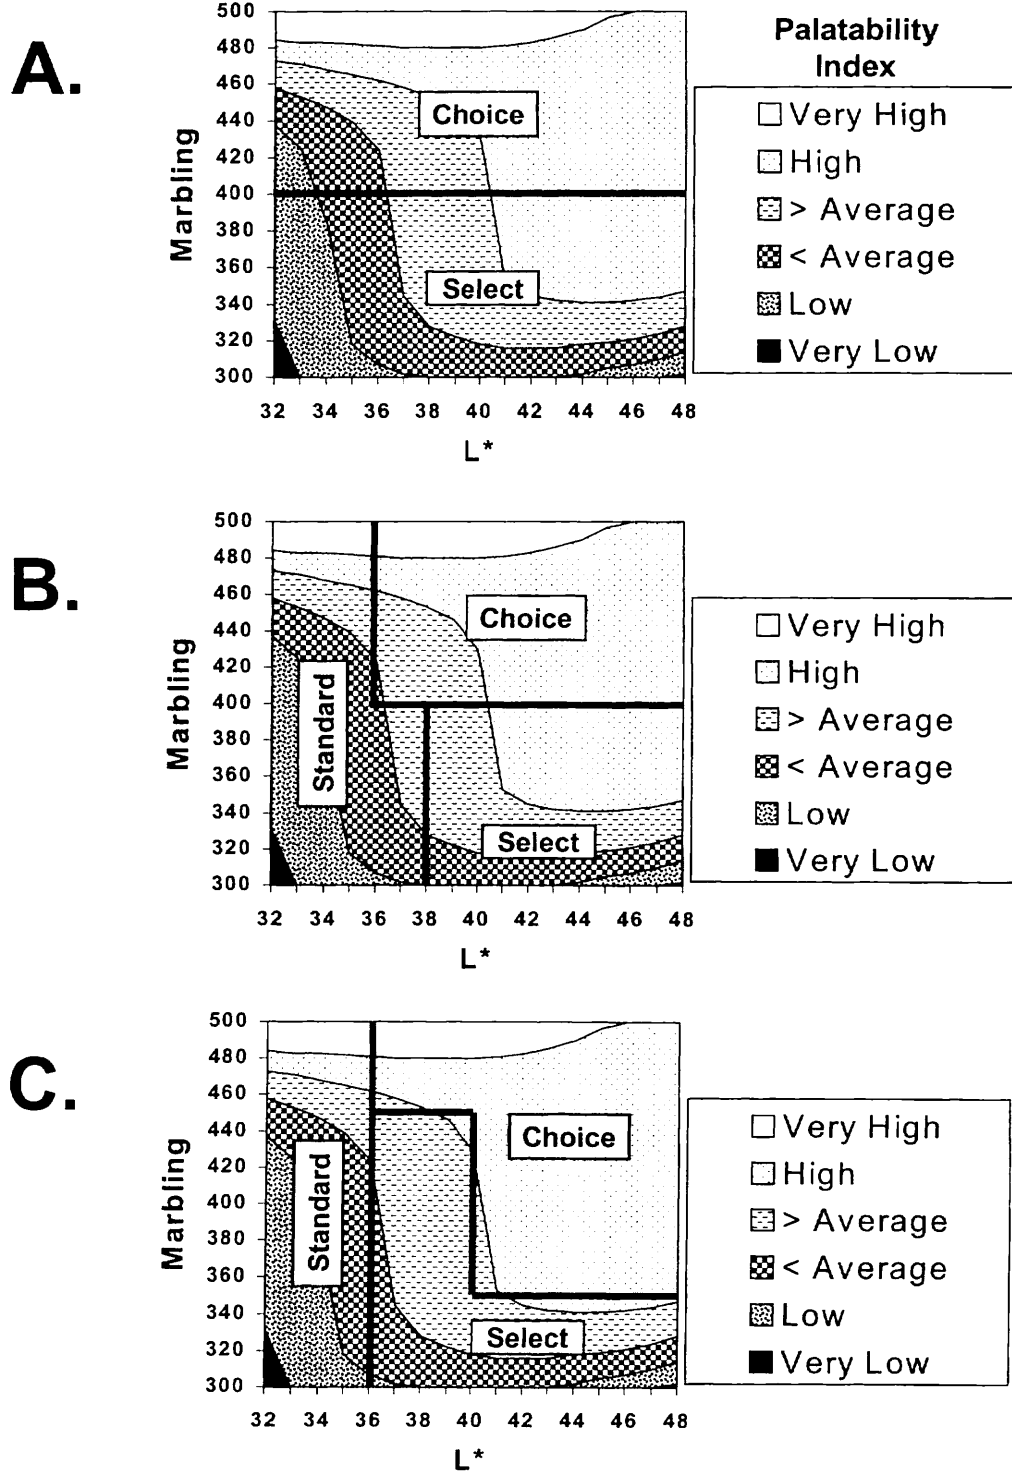 A.
Palatability
Index
500
480
460
440
420
400
380
360
340
320
300
Marbling
Choice
Select
32 34 36 38 40 42 44 46 48
L*
Very High
High
> Average
< Average
Low
Very Low
B.
500
480
460
440
420
400
380
360
340
320
300
Marbling
Choice
Standard
Select
32 34 36 38 40 42 44 46 48
L*
Very High
High
> Average
< Average
Low
Very Low
C.
500
480
460
440
420
400
380
360
340
320
300
Marbling
Choice
Standard
Select
32 34 36 38 40 42 44 46 48
L*
Very High
High
> Average
< Average
Low
Very Low